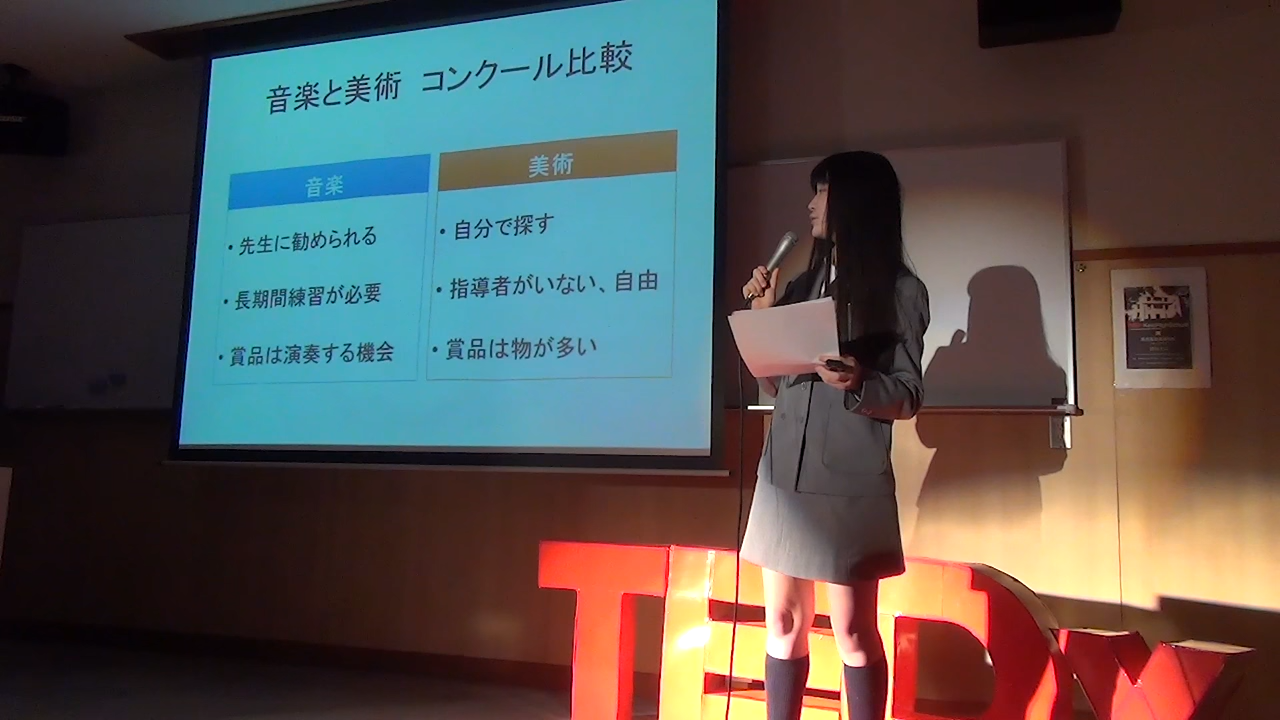 音楽と美術 コンクール比較
音楽
・先生に勧められる
・長期間練習が必要
・賞品は演奏する機会
美術
・自分で探す
・指導者がいない、自由
・賞品は物が多い
TEDx